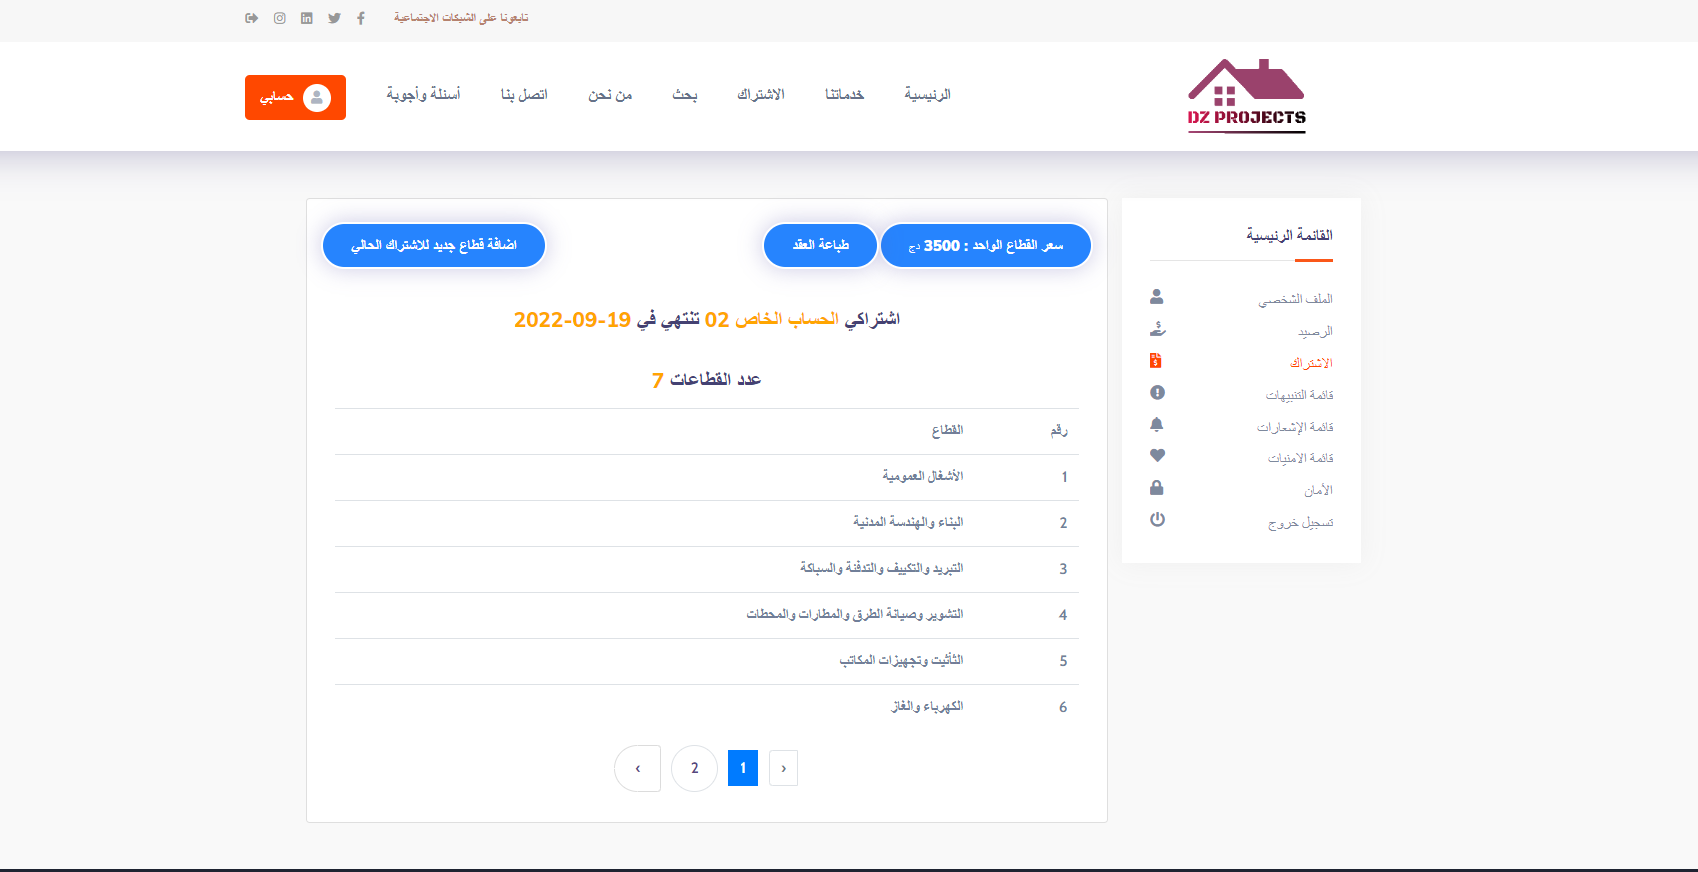 تابعونا على الشبكات الاجتماعية
DZ PROJECTS
الرئيسية
خدماتنا
الاشتراك
بحث
من نحن
اتصل بنا
أسئلة وأجوبة
حسابي
القائمة الرئيسية
الملف الشخصي
الرصيد
الاشتراك
قائمة التنبيهات
قائمة الإشعارات
قائمة الامنيات
الأمان
تسجيل خروج
سعر القطاع الواحد : 3500 دج
طباعة العقد
اضافة قطاع جديد للاشتراك الحالي
اشتراكي الحساب الخاص 02 تنتهي في 19-09-2022
عدد القطاعات 7
رقم القطاع
1 الأشغال العمومية
2 البناء والهندسة المدنية
3 التبريد والتكييف والتدفئة والسباكة
4 التشوير وصيانة الطرق والمطارات والمحطات
5 التأثيث وتجهيزات المكاتب
6 الكهرباء والغاز
‹ 1 2 ›